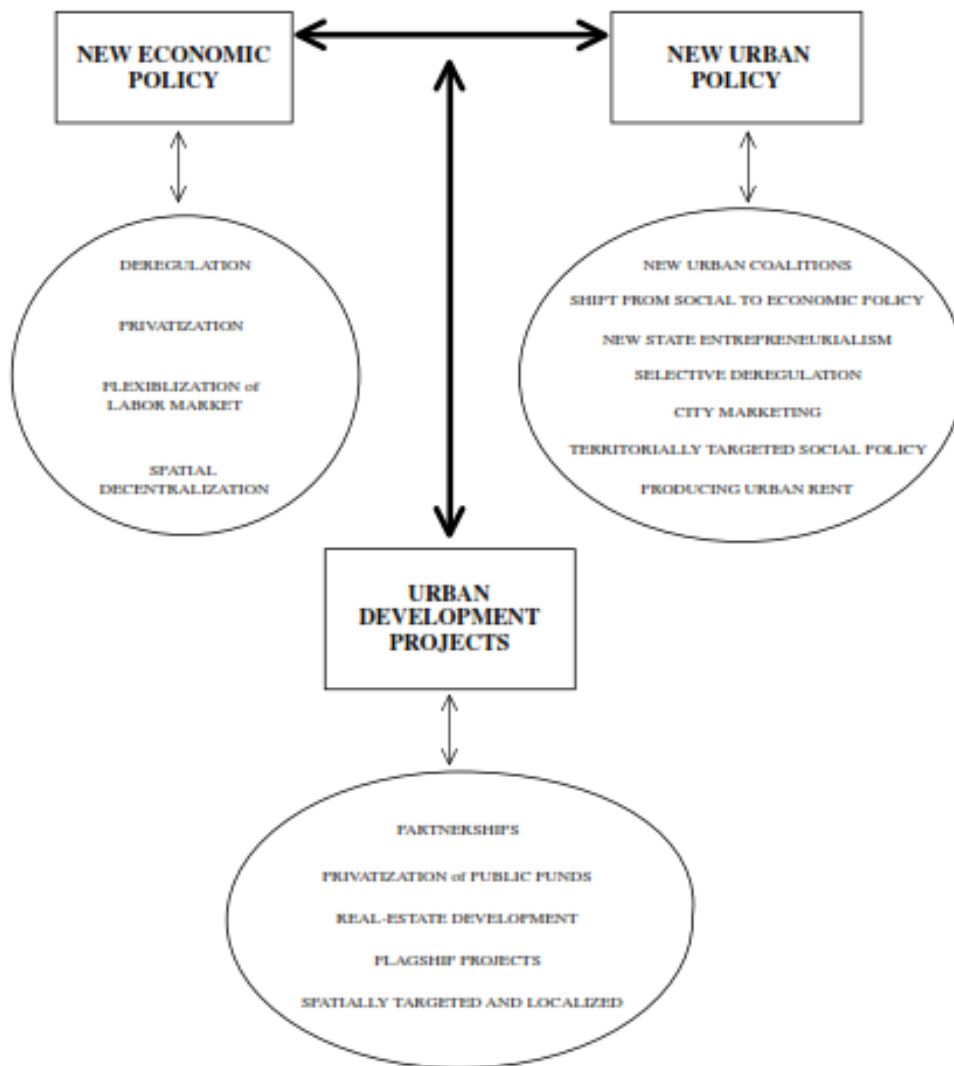 NEW ECONOMIC
POLICY
NEW URBAN
POLICY
DEREGULATION
PRIVATIZATION
FLEXIBLIZATION of
LABOR MARKET
SPATIAL
DECENTRALIZATION
NEW URBAN COALITIONS
SHIFT FROM SOCIAL TO ECONOMIC POLICY
NEW STATE ENTREPRENEURIALISM
SELECTIVE DEREGULATION
CITY MARKETING
TERRITORIALLY TARGETED SOCIAL POLICY
PRODUCING URBAN RENT
URBAN
DEVELOPMENT
PROJECTS
PARTNERSHIPS
PRIVATIZATION of PUBLIC FUNDS
REAL-ESTATE DEVELOPMENT
FLAGSHIP PROJECTS
SPATIALLY TARGETED AND LOCALIZED